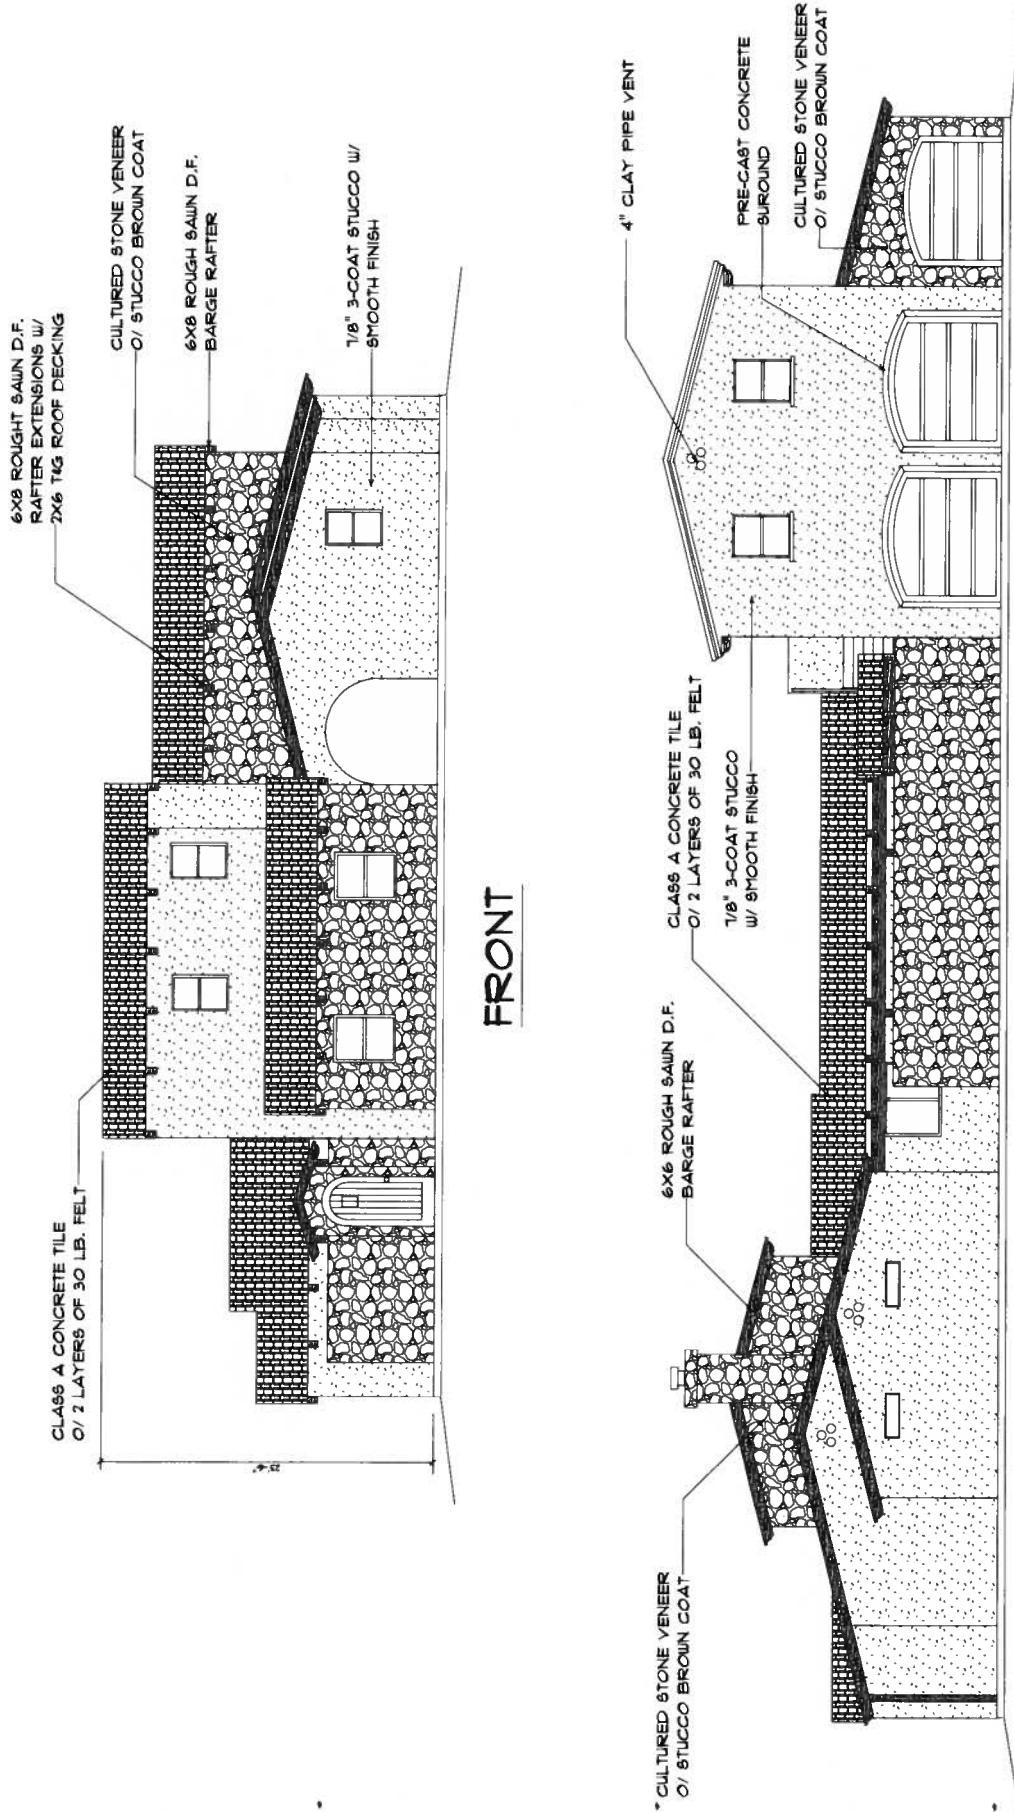 CLASS A CONCRETE TILE
O/ 2 LAYERS OF 30 LB. FELT
6X8 ROUGHT SAWN D.F.
RAFTER EXTENSIONS W/
2X6 T&G ROOF DECKING
CULTURED STONE VENEER
O/ STUCCO BROWN COAT
6X8 ROUGH SAWN D.F.
BARGE RAFTER
7/8" 3-COAT STUCCO W/
SMOOTH FINISH
FRONT
CULTURED STONE VENEER
O/ STUCCO BROWN COAT
6X6 ROUGH SAWN D.F.
BARGE RAFTER
CLASS A CONCRETE TILE
O/ 2 LAYERS OF 30 LB. FELT
7/8" 3-COAT STUCCO
W/ SMOOTH FINISH
4" CLAY PIPE VENT
PRE-CAST CONCRETE
SUROUND
CULTURED STONE VENEER
O/ STUCCO BROWN COAT